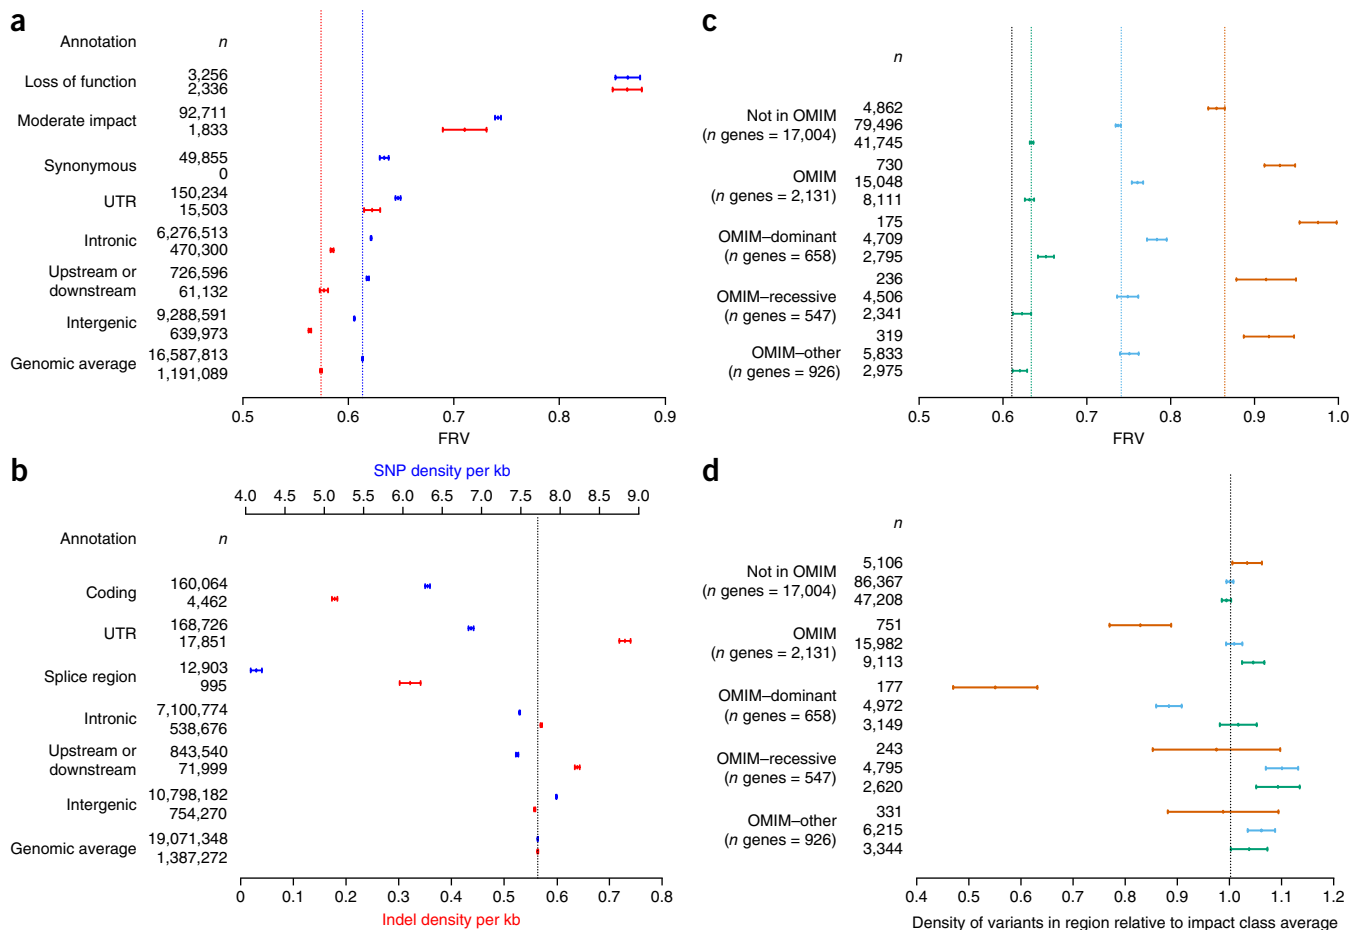 a
Annotation n
Loss of function 3,256
2,336
Moderate impact 92,711
1,833
Synonymous 49,855
0
UTR 150,234
15,503
Intronic 6,276,513
470,300
Upstream or downstream 726,596
61,132
Intergenic 9,288,591
639,973
Genomic average 16,587,813
1,191,089
0.5 0.6 0.7 0.8 0.9
FRV
b
SNP density per kb
4.0 4.5 5.0 5.5 6.0 6.5 7.0 7.5 8.0 8.5 9.0
Annotation n
Coding 160,064
4,462
UTR 168,726
17,851
Splice region 12,903
995
Intronic 7,100,774
538,676
Upstream or downstream 843,540
71,999
Intergenic 10,798,182
754,270
Genomic average 19,071,348
1,387,272
0 0.1 0.2 0.3 0.4 0.5 0.6 0.7 0.8
Indel density per kb
c
n
Not in OMIM
(n genes = 17,004)
4,862
79,496
41,745
OMIM
(n genes = 2,131)
730
15,048
8,111
OMIM–dominant
(n genes = 658)
175
4,709
2,795
OMIM–recessive
(n genes = 547)
236
4,506
2,341
OMIM–other
(n genes = 926)
319
5,833
2,975
0.5 0.6 0.7 0.8 0.9 1.0
FRV
d
n
Not in OMIM
(n genes = 17,004)
5,106
86,367
47,208
OMIM
(n genes = 2,131)
751
15,982
9,113
OMIM–dominant
(n genes = 658)
177
4,972
3,149
OMIM–recessive
(n genes = 547)
243
4,795
2,620
OMIM–other
(n genes = 926)
331
6,215
3,344
0.4 0.5 0.6 0.7 0.8 0.9 1.0 1.1 1.2
Density of variants in region relative to impact class average